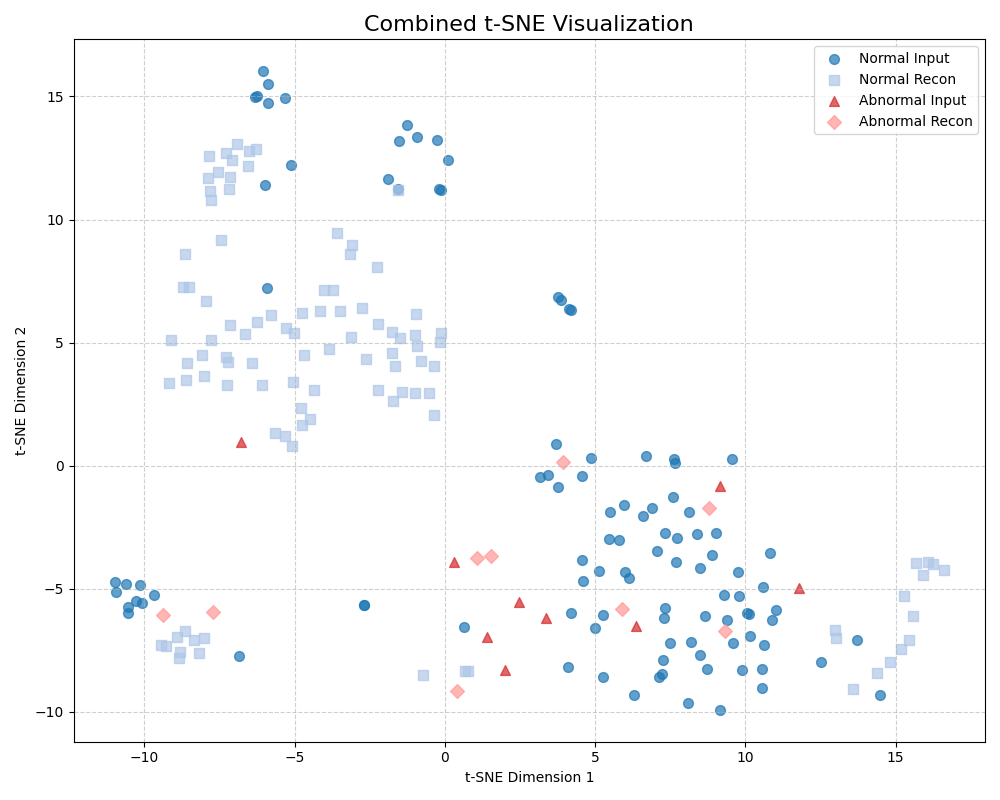 Combined t-SNE Visualization
Normal Input
Normal Recon
Abnormal Input
Abnormal Recon
t-SNE Dimension 2
15
10
5
0
−5
−10
−10
−5
0
5
10
15
t-SNE Dimension 1